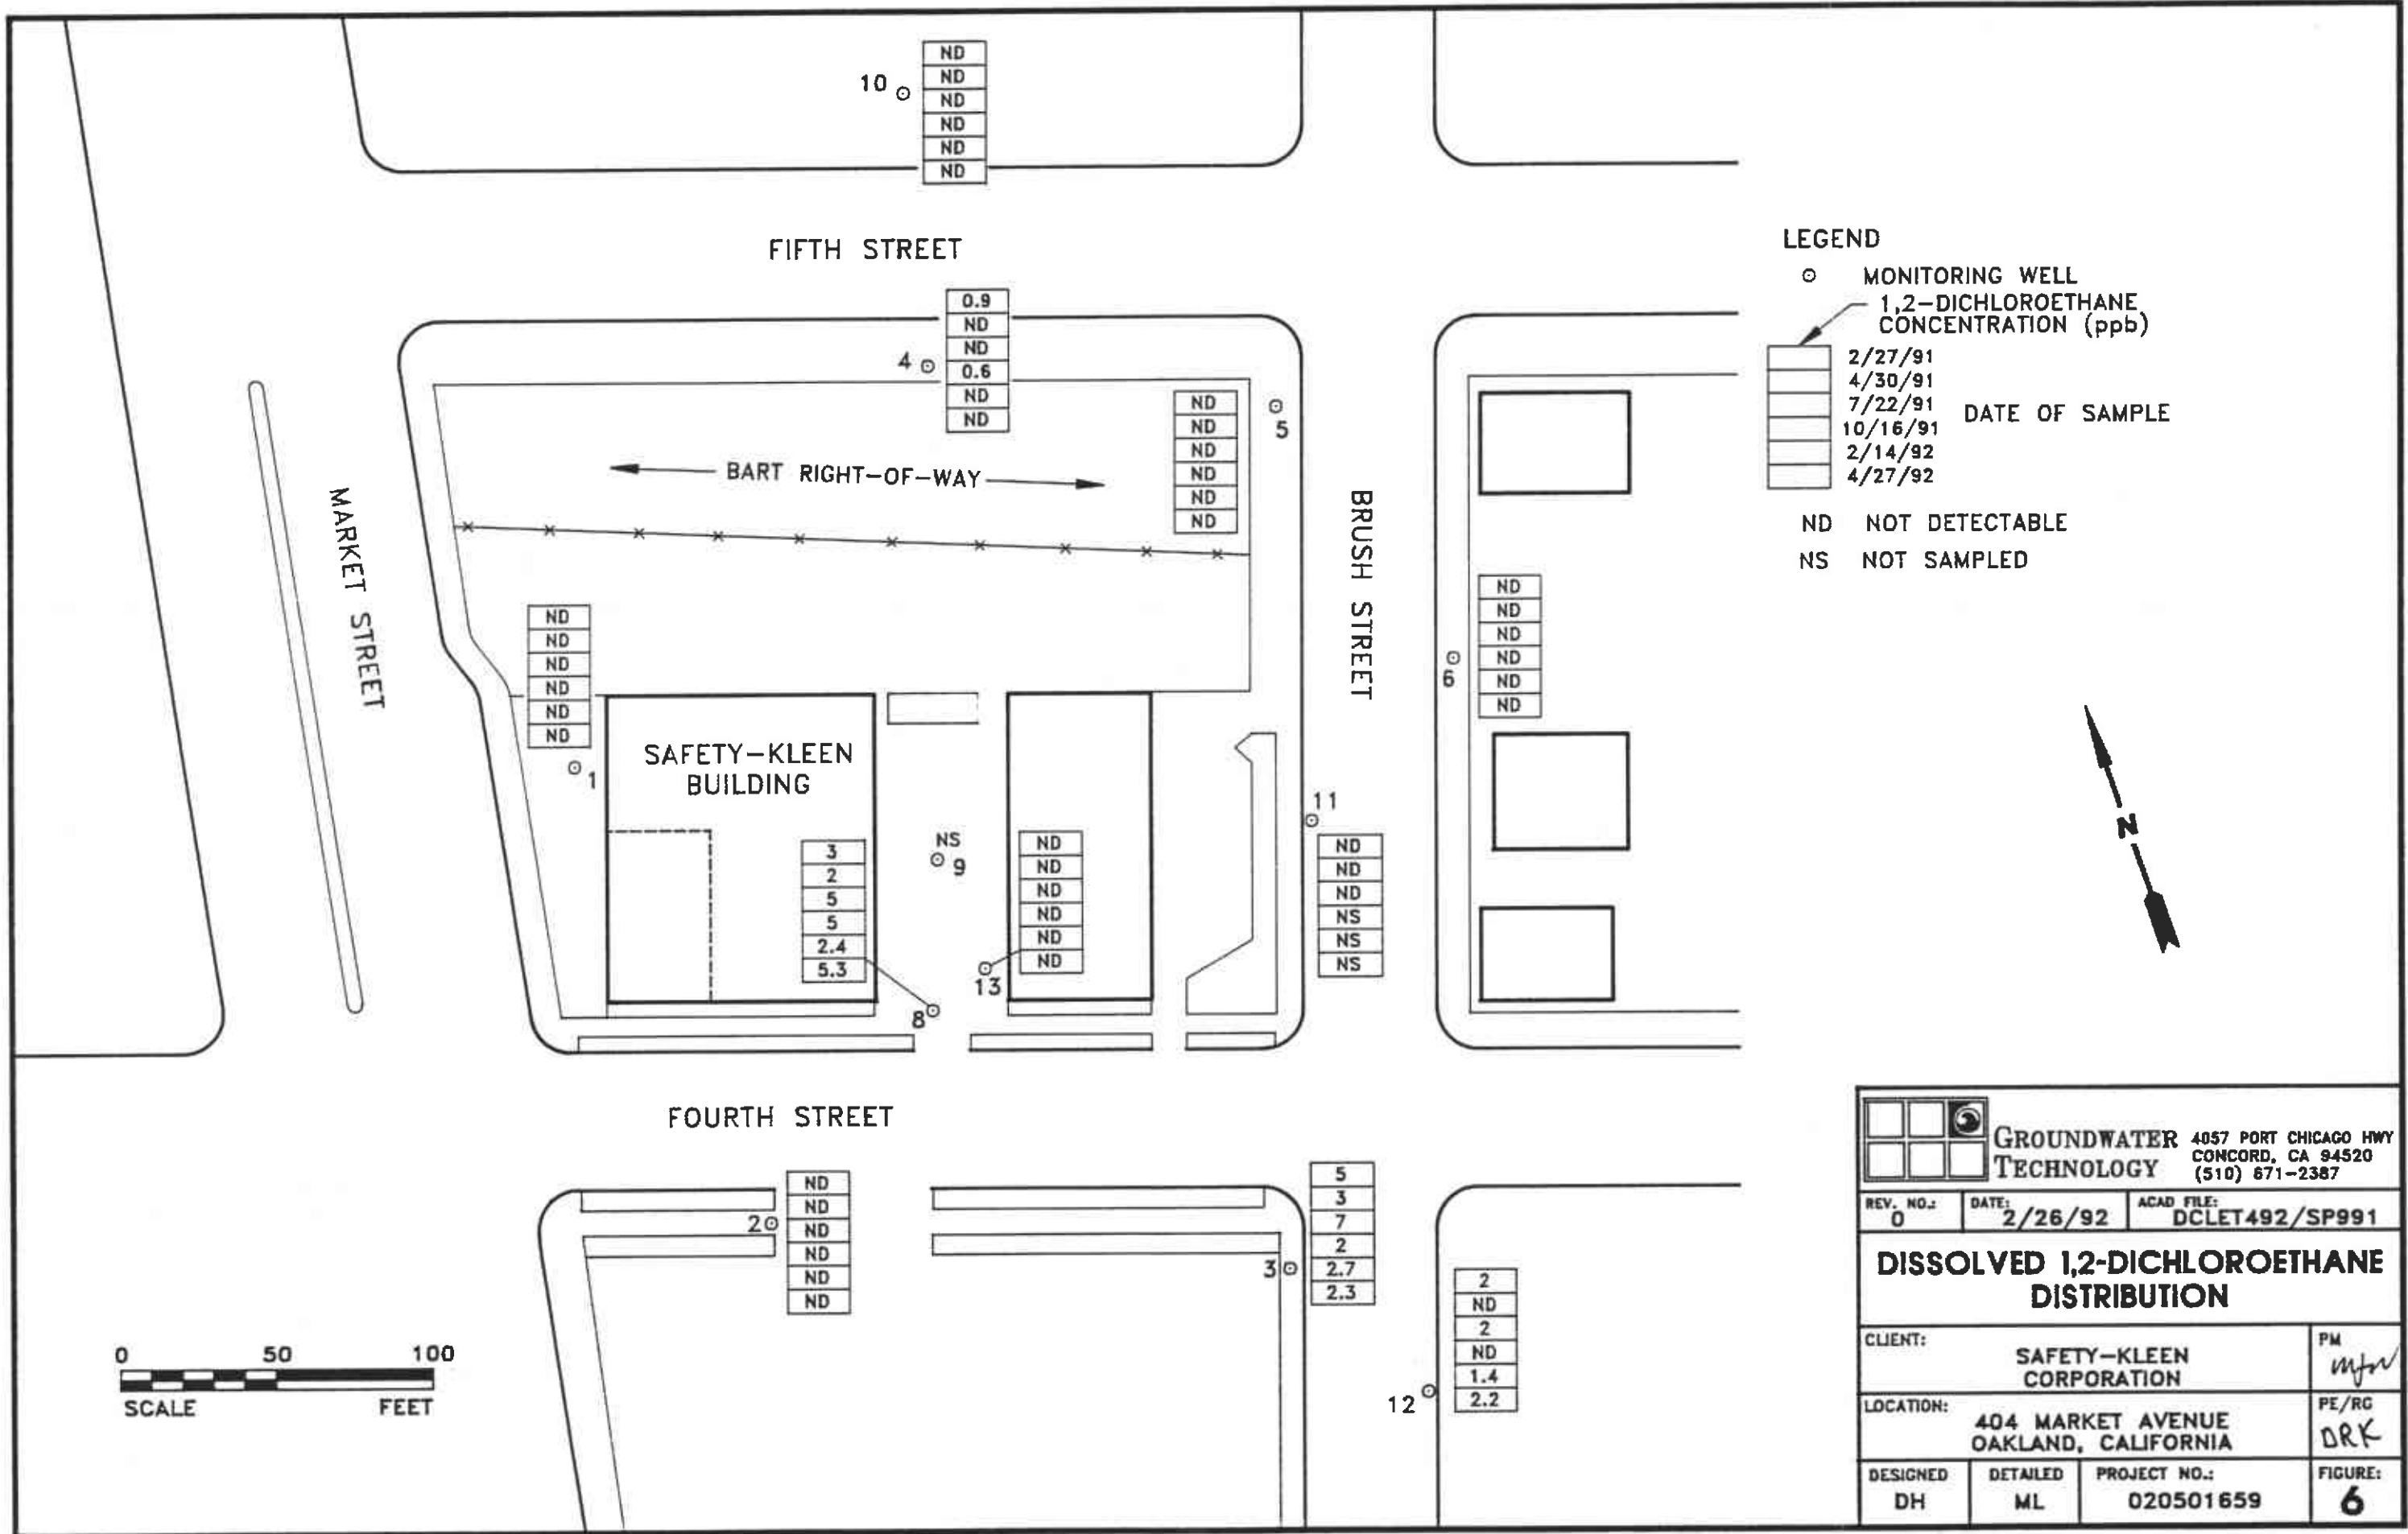 10
ND
ND
ND
ND
ND
ND
FIFTH STREET
0.9
ND
ND
0.6
ND
ND
4
ND
ND
ND
ND
ND
ND
5
BART RIGHT-OF-WAY
MARKET STREET
BRUSH STREET
ND
ND
ND
ND
ND
ND
1
SAFETY-KLEEN
BUILDING
3
2
5
5
2.4
5.3
8
NS
9
ND
ND
ND
ND
ND
ND
13
11
ND
ND
ND
NS
NS
NS
6
ND
ND
ND
ND
ND
ND
FOURTH STREET
2
ND
ND
ND
ND
ND
ND
3
5
3
7
2
2.7
2.3
12
2
ND
2
ND
1.4
2.2
0 50 100
SCALE FEET
LEGEND
MONITORING WELL
1,2-DICHLOROETHANE
CONCENTRATION (ppb)
2/27/91
4/30/91
7/22/91
10/16/91
2/14/92
4/27/92
DATE OF SAMPLE
ND NOT DETECTABLE
NS NOT SAMPLED
N
GROUNDWATER
TECHNOLOGY
4057 PORT CHICAGO HWY
CONCORD, CA 94520
(510) 671-2387
REV. NO.:
0
DATE:
2/26/92
ACAD FILE:
DCLET492/SP991
DISSOLVED 1,2-DICHLOROETHANE
DISTRIBUTION
CLIENT:
SAFETY-KLEEN
CORPORATION
PM
LOCATION:
404 MARKET AVENUE
OAKLAND, CALIFORNIA
PE/RG
DRK
DESIGNED
DH
DETAILED
ML
PROJECT NO.:
020501659
FIGURE:
6